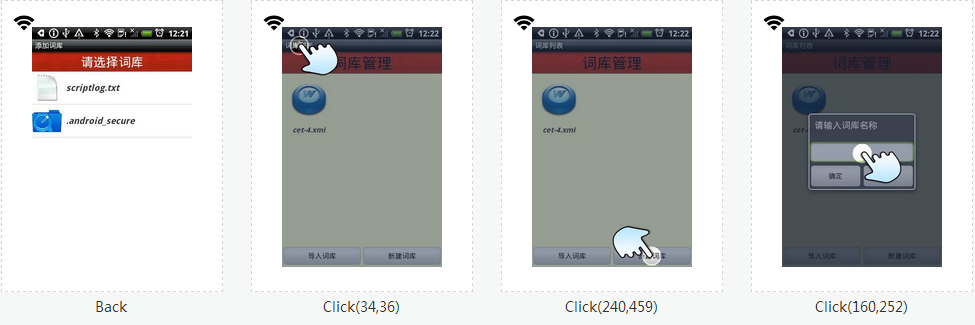 12:21
添加词库
请选择词库
scriptlog.txt
.android_secure
Back
12:22
词库管理
cet-4.xml
导入词库 新建词库
Click(34,36)
12:22
词库列表
词库管理
cet-4.xml
导入词库
Click(240,459)
12:22
词库列表
请输入词库名称
确定
导入词库 新建词库
Click(160,252)